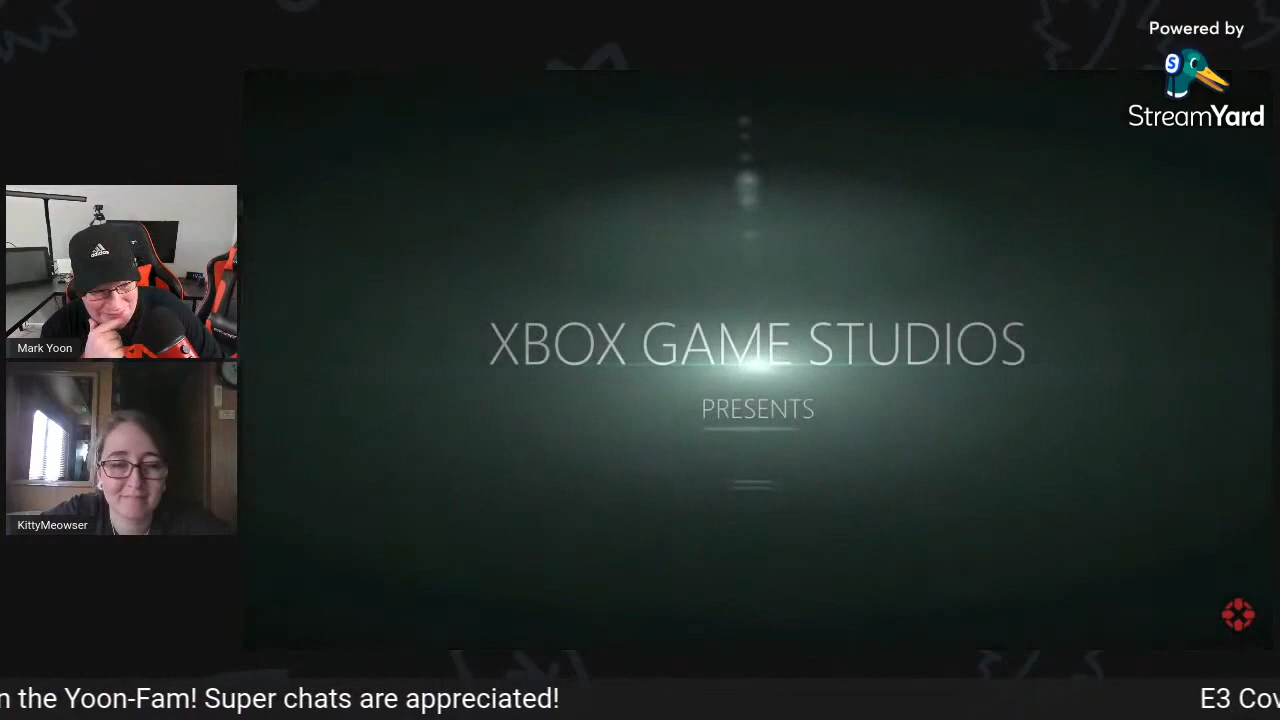 Powered by
StreamYard
adidas
Mark Yoon
KittyMeowser
XBOX GAME STUDIOS
PRESENTS
n the Yoon-Fam! Super chats are appreciated!
E3 Cov